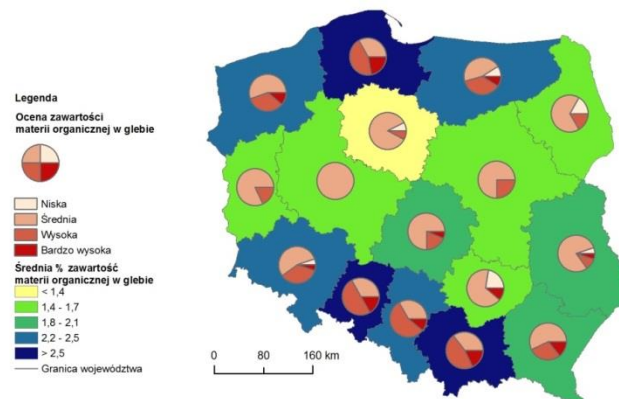 Legenda
Ocena zawartości
materii organicznej w glebie
Niska
Średnia
Wysoka
Bardzo wysoka
Średnia % zawartość
materii organicznej w glebie
< 1,4
1,4 - 1,7
1,8 - 2,1
2,2 - 2,5
> 2,5
Granica województwa
0 80 160 km